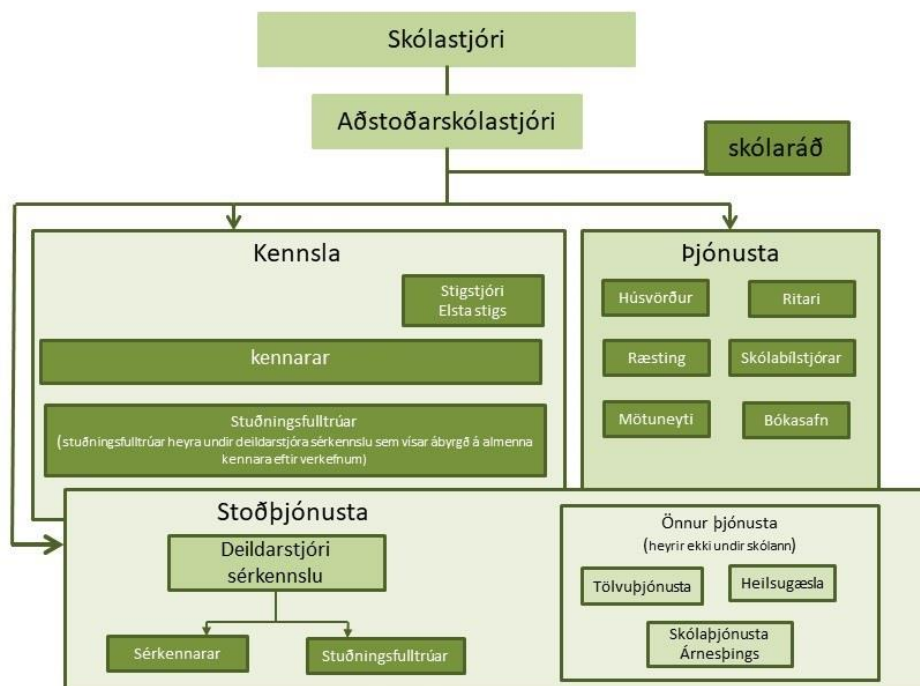 Skólastjóri
Aðstoðarskólastjóri
skólaráð
Kennsla
Stigstjóri
Elsta stigs
kennarar
Stuðningsfulltrúar
(stuðningsfulltrúar heyra undir deildarstjóra sérkennslu sem vísar ábyrgð á almenna
kennara eftir verkefnum)
Þjónusta
Húsvörður
Ritari
Ræsting
Skólabílstjórar
Mötuneyti
Bókasafn
Stoðþjónusta
Deildarstjóri
sérkennslu
Sérkennarar
Stuðningsfulltrúar
Önnur þjónusta
(heyrir ekki undir skólann)
Tölvuþjónusta
Heilsugæsla
Skólaþjónusta
Árnesþings